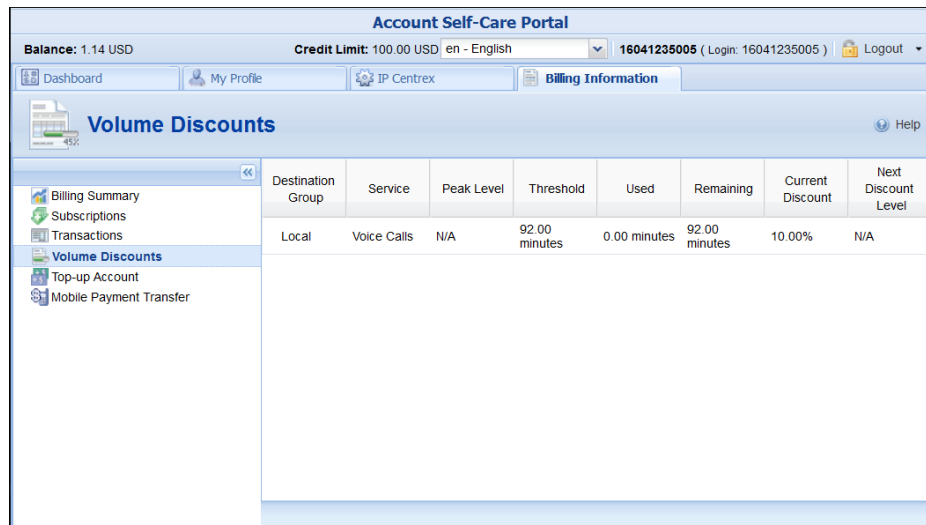 Account Self-Care Portal
Balance: 1.14 USD Credit Limit: 100.00 USD en - English 16041235005 ( Login: 16041235005 ) Logout
Dashboard My Profile IP Centrex Billing Information
45%
Volume Discounts Help
Billing Summary
Subscriptions
Transactions
Volume Discounts
Top-up Account
Mobile Payment Transfer
Destination Group Service Peak Level Threshold Used Remaining Current Discount Next Discount Level
Local Voice Calls N/A 92.00 minutes 0.00 minutes 92.00 minutes 10.00% N/A